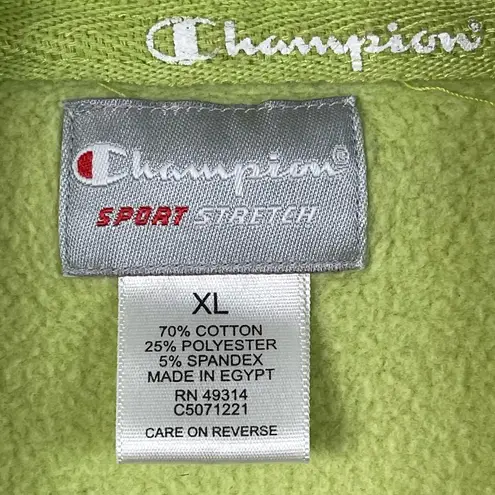 Champion®
Champion®
SPORT STRETCH
XL
70% COTTON
25% POLYESTER
5% SPANDEX
MADE IN EGYPT
RN 49314
C5071221
CARE ON REVERSE